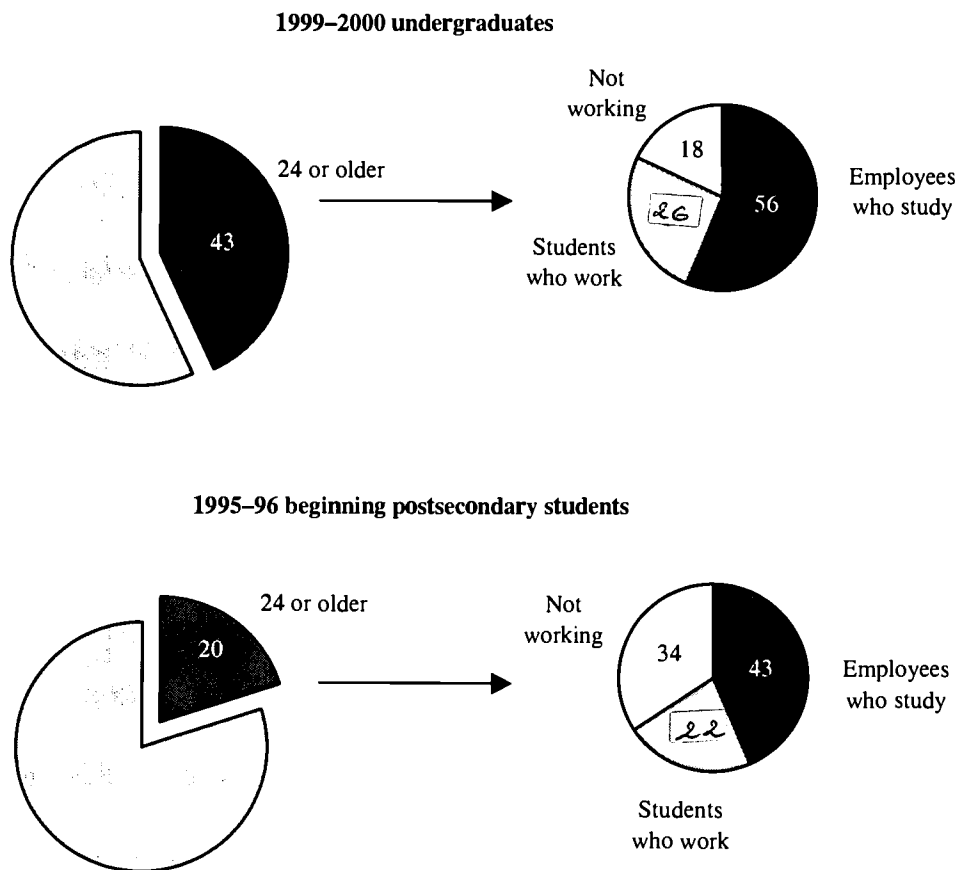 1999–2000 undergraduates
Not
working
18
24 or older
43
26
56
Employees
who study
Students
who work
1995–96 beginning postsecondary students
24 or older
20
Not
working
34
43
Employees
who study
22
Students
who work